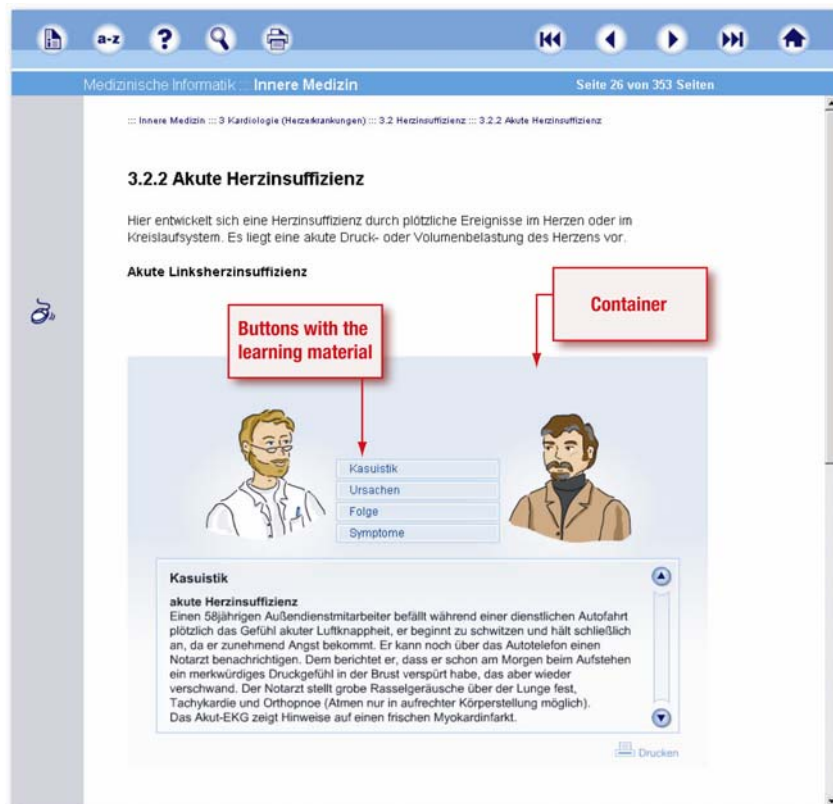 a-z ?
Medizinische Informatik ::: Innere Medizin Seite 26 von 353 Seiten
::: Innere Medizin ::: 3 Kardiologie (Herzerkrankungen) ::: 3.2 Herzinsuffizienz ::: 3.2.2 Akute Herzinsuffizienz
3.2.2 Akute Herzinsuffizienz
Hier entwickelt sich eine Herzinsuffizienz durch plötzliche Ereignisse im Herzen oder im
Kreislaufsystem. Es liegt eine akute Druck- oder Volumenbelastung des Herzens vor.
Akute Linksherzinsuffizienz
Buttons with the
learning material
Container
Kasuistik
Ursachen
Folge
Symptome
Kasuistik
akute Herzinsuffizienz
Einen 58jährigen Außendienstmitarbeiter befällt während einer dienstlichen Autofahrt
plötzlich das Gefühl akuter Luftknappheit, er beginnt zu schwitzen und hält schließlich
an, da er zunehmend Angst bekommt. Er kann noch über das Autotelefon einen
Notarzt benachrichtigen. Dem berichtet er, dass er schon am Morgen beim Aufstehen
ein merkwürdiges Druckgefühl in der Brust verspürt habe, das aber wieder
verschwand. Der Notarzt stellt grobe Rasselgeräusche über der Lunge fest,
Tachykardie und Orthopnoe (Atmen nur in aufrechter Körperstellung möglich).
Das Akut-EKG zeigt Hinweise auf einen frischen Myokardinfarkt.
Drucken